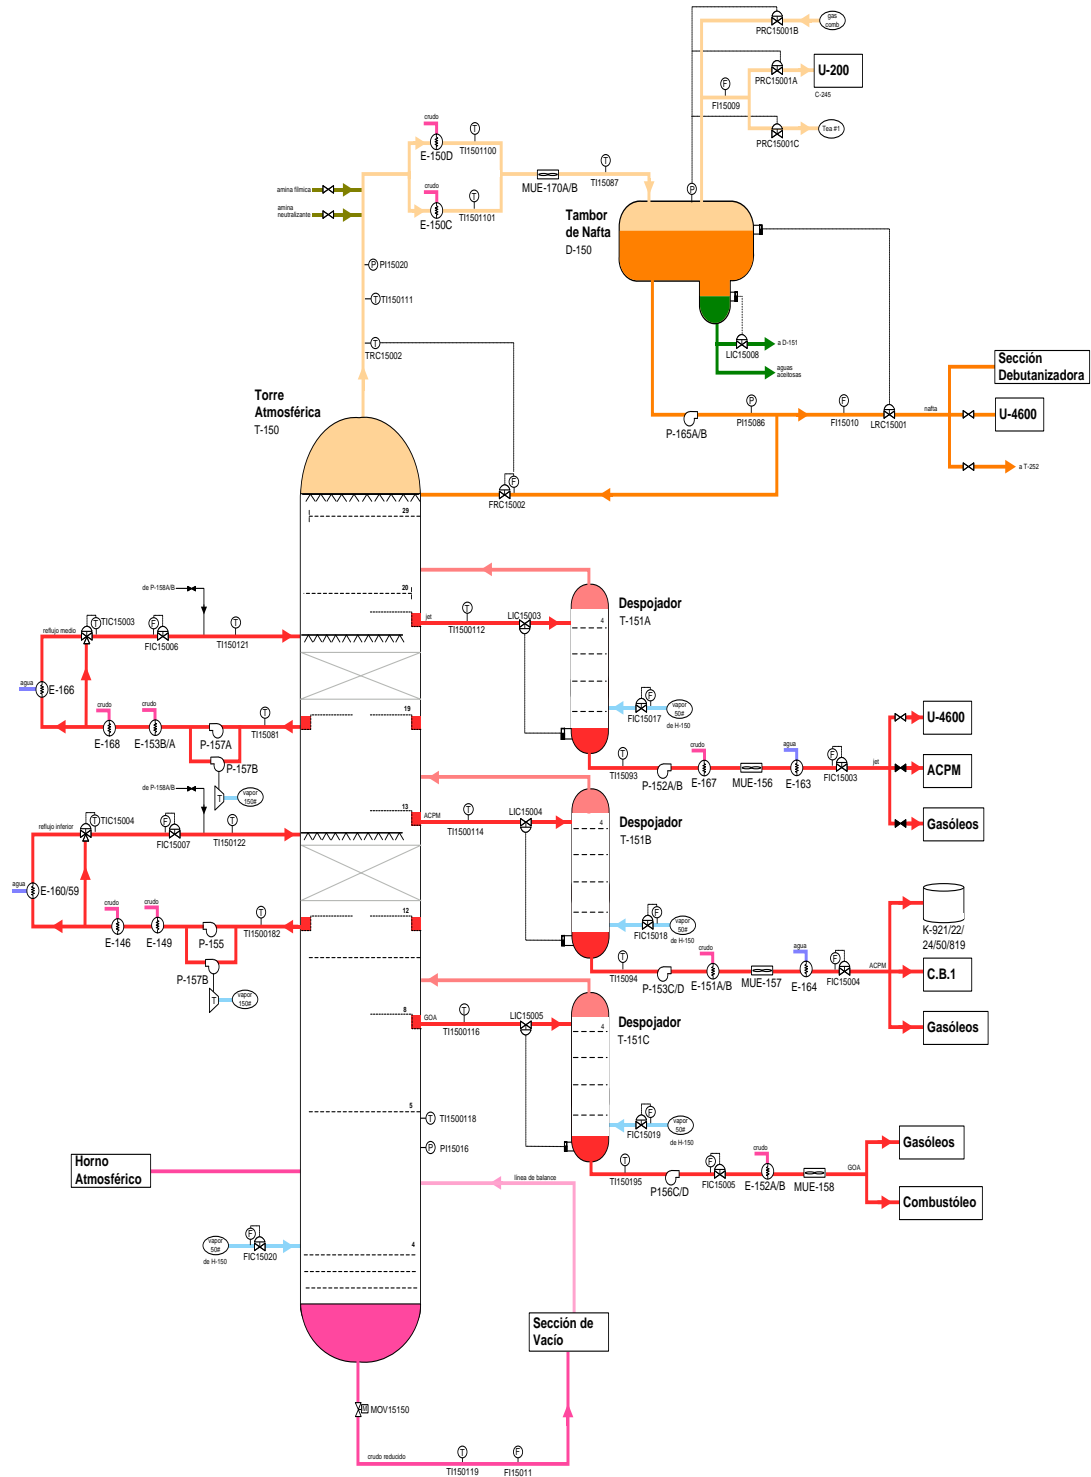 gas
comb
PRC15001B
U-200
C-245
PRC15001A
F
FI15009
Tea #1
PRC15001C
crudo
T
E-150D
TI1501100
crudo
T
E-150C
TI1501101
amina fílmica
amina
neutralizante
MUE-170A/B
T
TI15087
P
Tambor
de Nafta
D-150
P
PI15020
T
TI150111
T
TRC15002
LIC15008
a D-151
aguas
aceitosas
Sección
Debutanizadora
U-4600
a T-252
nafta
P-165A/B
P
PI15086
F
FI15010
LRC15001
Torre
Atmosférica
T-150
F
FRC15002
29
20
jet
T
TI1500112
LIC15003
Despojador
T-151A
4
F
FIC15017
vapor
50#
de H-150
de P-158A/B
reflujo medio
T
TIC15003
F
FIC15006
T
TI150121
agua
E-166
crudo
E-168
crudo
E-153B/A
P-157A
T
TI15081
P-157B
T
vapor
150#
19
T
TI15093
P-152A/B
crudo
E-167
MUE-156
agua
E-163
F
FIC15003
jet
U-4600
ACPM
Gasóleos
13
ACPM
T
TI1500114
LIC15004
Despojador
T-151B
4
F
FIC15018
vapor
50#
de H-150
de P-158A/B
reflujo inferior
T
TIC15004
F
FIC15007
T
TI150122
agua
E-160/59
crudo
E-146
crudo
E-149
P-155
T
TI1500182
P-157B
T
vapor
150#
12
T
TI15094
P-153C/D
crudo
E-151A/B
MUE-157
agua
E-164
F
FIC15004
ACPM
K-921/22/
24/50/819
C.B.1
Gasóleos
8
GOA
T
TI1500116
LIC15005
Despojador
T-151C
4
F
FIC15019
vapor
50#
de H-150
5
T
TI1500118
P
PI15016
Horno
Atmosférico
T
TI150195
P156C/D
F
FIC15005
crudo
E-152A/B
MUE-158
GOA
Gasóleos
Combustóleo
línea de balance
vapor
50#
de H-150
F
FIC15020
4
Sección de
Vacío
M
MOV15150
crudo reducido
T
TI150119
F
FI15011